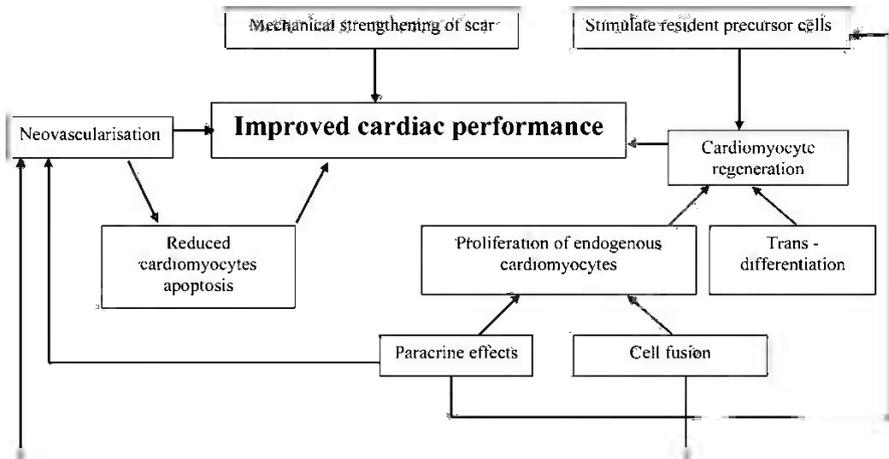 Mechanical strengthening of scar
Stimulate resident precursor cells
Neovascularisation
Improved cardiac performance
Cardiomyocyte
regeneration
Reduced
cardiomyocytes
apoptosis
Proliferation of endogenous
cardiomyocytes
Trans -
differentiation
Paracrine effects
Cell fusion